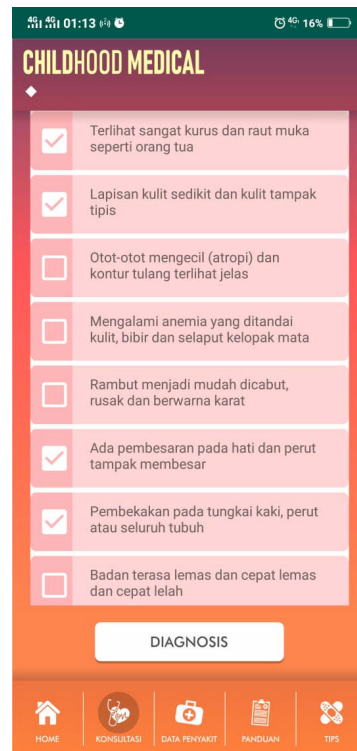 4G 4G 01:13
4G 16%
CHILDHOOD MEDICAL
Terlihat sangat kurus dan raut muka
seperti orang tua
Lapisan kulit sedikit dan kulit tampak
tipis
Otot-otot mengecil (atropi) dan
kontur tulang terlihat jelas
Mengalami anemia yang ditandai
kulit, bibir dan selaput kelopak mata
Rambut menjadi mudah dicabut,
rusak dan berwarna karat
Ada pembesaran pada hati dan perut
tampak membesar
Pembekakan pada tungkai kaki, perut
atau seluruh tubuh
Badan terasa lemas dan cepat lemas
dan cepat lelah
DIAGNOSIS
HOME KONSULTASI DATA PENYAKIT PANDUAN TIPS